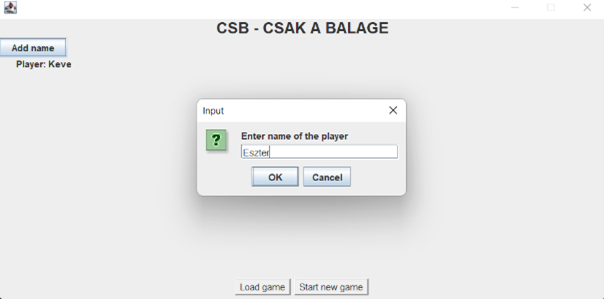 CSB - CSAK A BALAGE
Add name
Player: Keve
Input
?
Enter name of the player
Eszter
OK Cancel
Load game Start new game